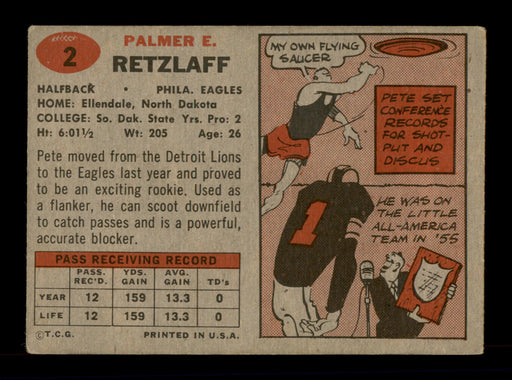 2
PALMER E.
RETZLAFF
HALFBACK • PHILA. EAGLES
HOME: Ellendale, North Dakota
COLLEGE: So. Dak. State Yrs. Pro: 2
Ht: 6:01½ Wt: 205 Age: 26
Pete moved from the Detroit Lions
to the Eagles last year and proved
to be an exciting rookie. Used as
a flanker, he can scoot downfield
to catch passes and is a powerful,
accurate blocker.
PASS RECEIVING RECORD
PASS. REC'D. YDS. GAIN AVG. GAIN TD's
YEAR 12 159 13.3 0
LIFE 12 159 13.3 0
©T.C.G. PRINTED IN U.S.A.
MY OWN FLYING
SAUCER
PETE SET
CONFERENCE
RECORDS
FOR SHOT-
PUT AND
DISCUS
HE WAS ON
THE LITTLE
ALL-AMERICA
TEAM IN '55
1